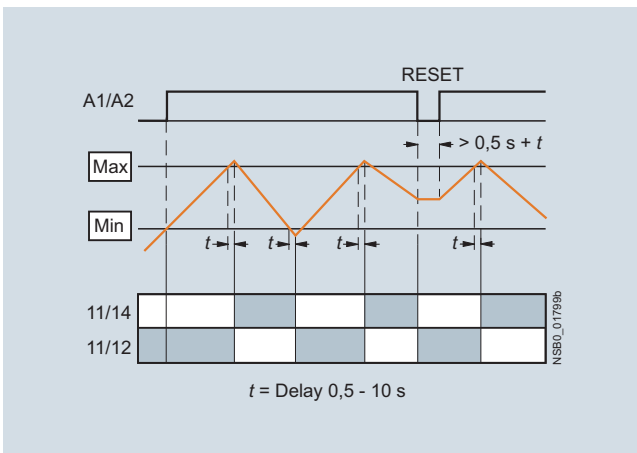 RESET
A1/A2
> 0,5 s + t
Max
Min
t t t t
11/14
11/12
NSB0_01799b
t = Delay 0,5 - 10 s